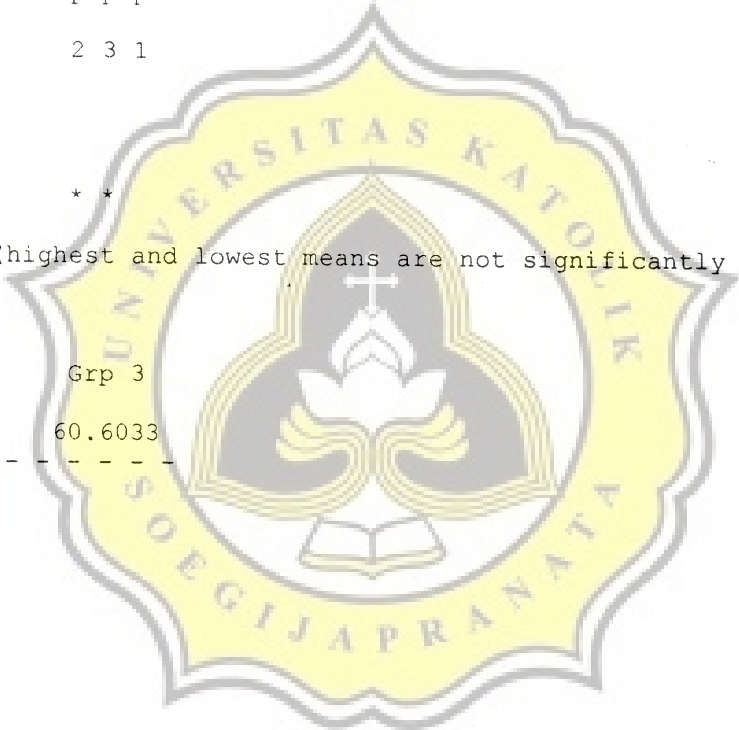 2 3 1
* *
(highest and lowest means are not significantly
Grp 3
60.6033
- - - - - -
UNIVERSITAS KATOLIK
SOEGIJAPRANATA